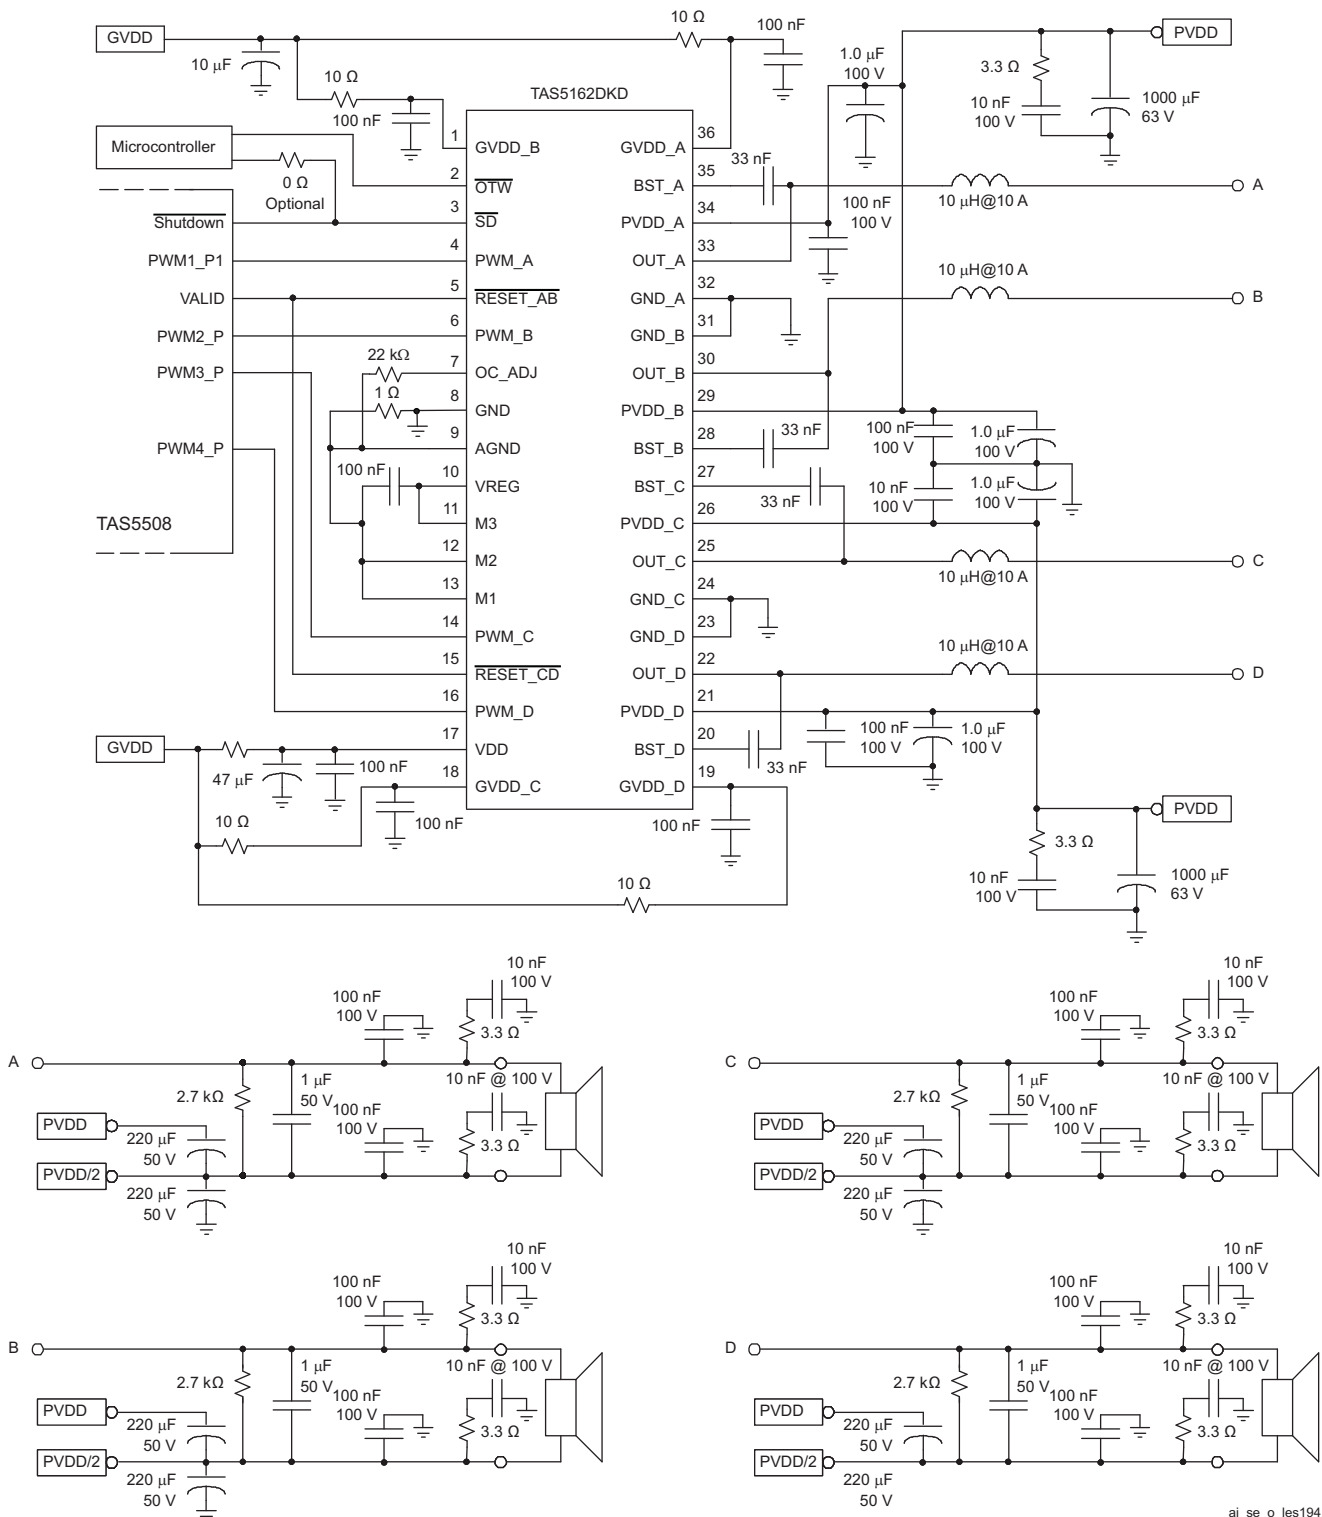 GVDD
10 µF
10 Ω
100 nF
10 Ω
100 nF
1.0 µF
100 V
PVDD
3.3 Ω
10 nF
100 V
1000 µF
63 V
TAS5162DKD
Microcontroller
0 Ω
Optional
Shutdown
PWM1_P1
VALID
PWM2_P
PWM3_P
PWM4_P
TAS5508
22 kΩ
1 Ω
100 nF
1 GVDD_B
2 OTW
3 SD
4 PWM_A
5 RESET_AB
6 PWM_B
7 OC_ADJ
8 GND
9 AGND
10 VREG
11 M3
12 M2
13 M1
14 PWM_C
15 RESET_CD
16 PWM_D
17 VDD
18 GVDD_C
GVDD_A 36
BST_A 35
PVDD_A 34
OUT_A 33
GND_A 32
GND_B 31
OUT_B 30
PVDD_B 29
BST_B 28
BST_C 27
PVDD_C 26
OUT_C 25
GND_C 24
GND_D 23
OUT_D 22
PVDD_D 21
BST_D 20
GVDD_D 19
33 nF
100 nF
100 V
10 µH@10 A
A
10 µH@10 A
B
33 nF
100 nF
100 V
1.0 µF
100 V
33 nF
10 nF
100 V
1.0 µF
100 V
10 µH@10 A
C
10 µH@10 A
D
100 nF
100 V
1.0 µF
100 V
33 nF
GVDD
47 µF
100 nF
10 Ω
100 nF
100 nF
10 Ω
PVDD
3.3 Ω
10 nF
100 V
1000 µF
63 V
A
100 nF
100 V
10 nF
100 V
3.3 Ω
2.7 kΩ
1 µF
50 V
10 nF @ 100 V
100 nF
100 V
3.3 Ω
PVDD
220 µF
50 V
PVDD/2
220 µF
50 V
C
100 nF
100 V
10 nF
100 V
3.3 Ω
2.7 kΩ
1 µF
50 V
10 nF @ 100 V
100 nF
100 V
3.3 Ω
PVDD
220 µF
50 V
PVDD/2
220 µF
50 V
B
100 nF
100 V
10 nF
100 V
3.3 Ω
2.7 kΩ
1 µF
50 V
10 nF @ 100 V
100 nF
100 V
3.3 Ω
PVDD
220 µF
50 V
PVDD/2
220 µF
50 V
D
100 nF
100 V
10 nF
100 V
3.3 Ω
2.7 kΩ
1 µF
50 V
10 nF @ 100 V
100 nF
100 V
3.3 Ω
PVDD
220 µF
50 V
PVDD/2
220 µF
50 V
ai_se_o_les194